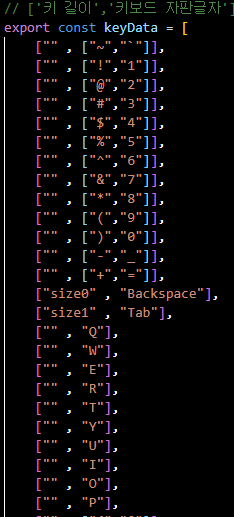 // ['키 길이','키보드 자판글자']
export const keyData = [
["" , ["~","`"]],
["" , ["!","1"]],
["" , ["@","2"]],
["" , ["#","3"]],
["" , ["$","4"]],
["" , ["%","5"]],
["" , ["^","6"]],
["" , ["&","7"]],
["" , ["*","8"]],
["" , ["(","9"]],
["" , [")","0"]],
["" , ["-","_"]],
["" , ["+","="]],
["size0" , "Backspace"],
["size1" , "Tab"],
["" , "Q"],
["" , "W"],
["" , "E"],
["" , "R"],
["" , "T"],
["" , "Y"],
["" , "U"],
["" , "I"],
["" , "O"],
["" , "P"],